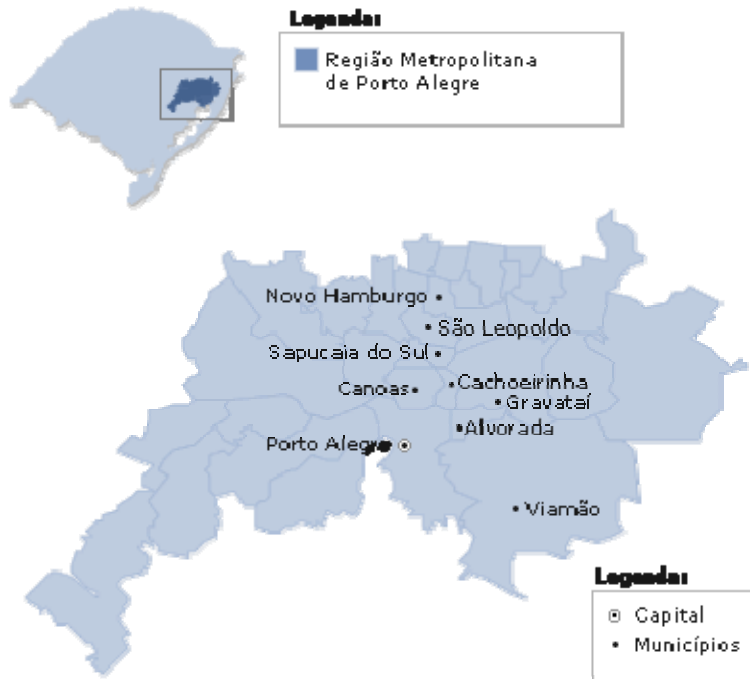 Legenda:
Região Metropolitana
de Porto Alegre
Novo Hamburgo
São Leopoldo
Sapucaia do Sul
Cachoeirinha
Canoas
Gravataí
Alvorada
Porto Alegre
Viamão
Legenda:
Capital
Municípios